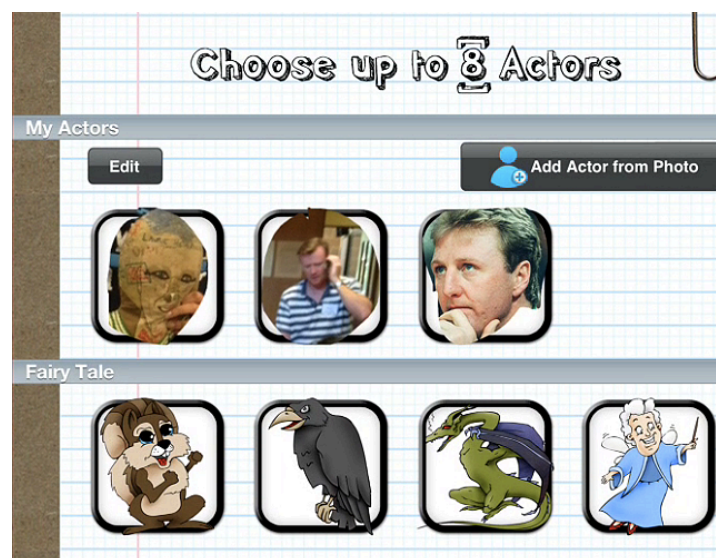 Choose up to 8 Actors
My Actors
Edit
Add Actor from Photo
Fairy Tale